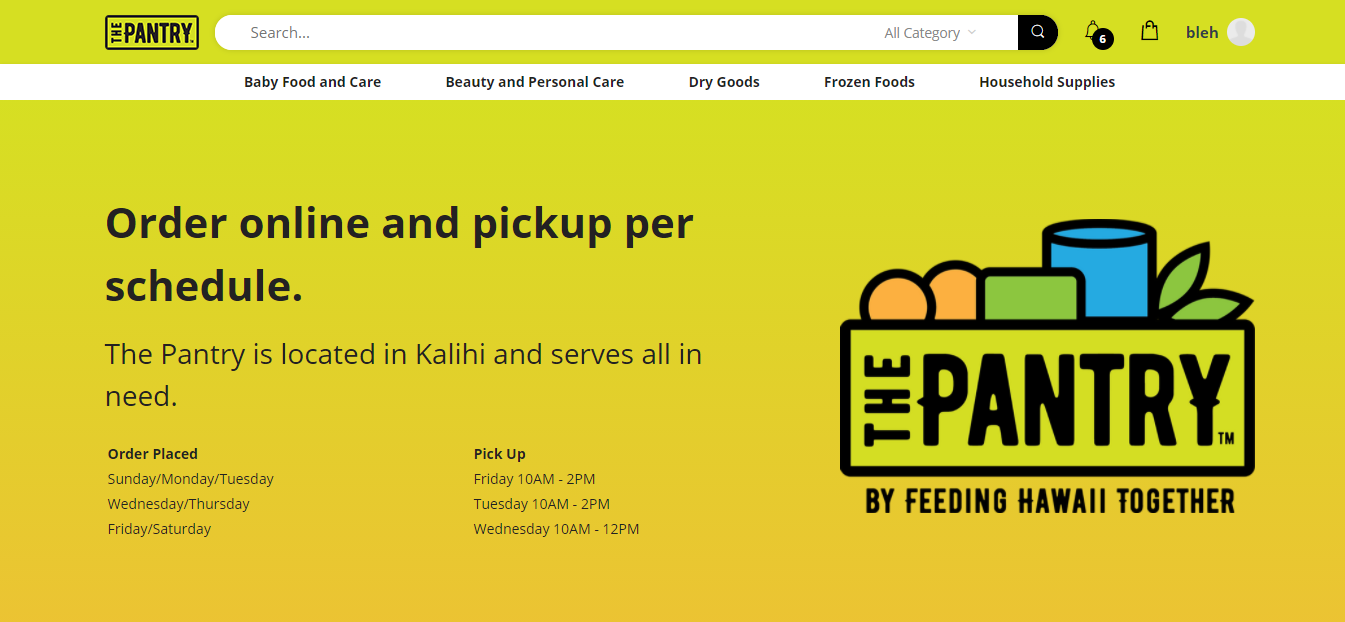 THE PANTRY
Search...
All Category
6
bleh
Baby Food and Care
Beauty and Personal Care
Dry Goods
Frozen Foods
Household Supplies
Order online and pickup per
schedule.
The Pantry is located in Kalihi and serves all in
need.
Order Placed
Pick Up
Sunday/Monday/Tuesday
Friday 10AM - 2PM
Wednesday/Thursday
Tuesday 10AM - 2PM
Friday/Saturday
Wednesday 10AM - 12PM
THE PANTRY™
BY FEEDING HAWAII TOGETHER